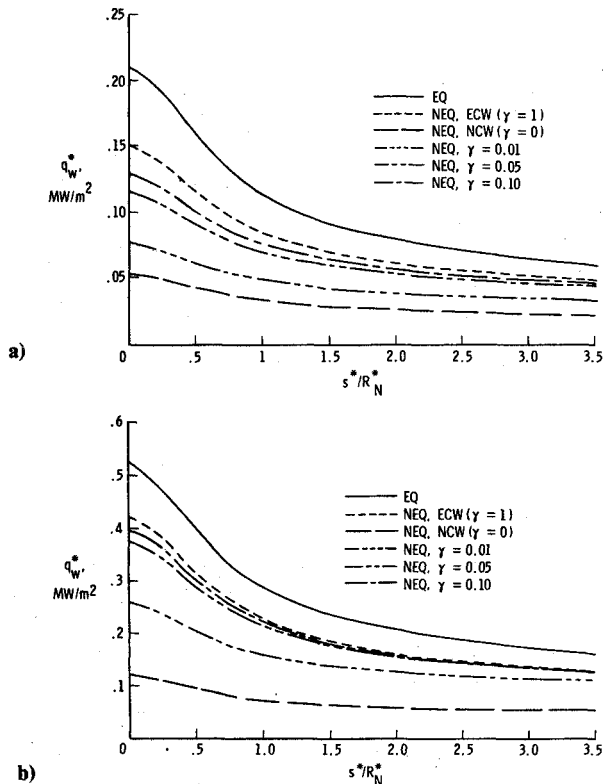 .25
.20
.15
q*w,
MW/m²
.10
.05
EQ
NEQ, ECW (γ = 1)
NEQ, NCW (γ = 0)
NEQ, γ = 0.01
NEQ, γ = 0.05
NEQ, γ = 0.10
a)
0 .5 1.0 1.5 2.0 2.5 3.0 3.5
s*/R*N
.6
.5
.4
q*w,
.3
MW/m²
.2
.1
EQ
NEQ, ECW (γ = 1)
NEQ, NCW (γ = 0)
NEQ, γ = 0.01
NEQ, γ = 0.05
NEQ, γ = 0.10
0 .5 1.0 1.5 2.0 2.5 3.0 3.5
b)
s*/R*N